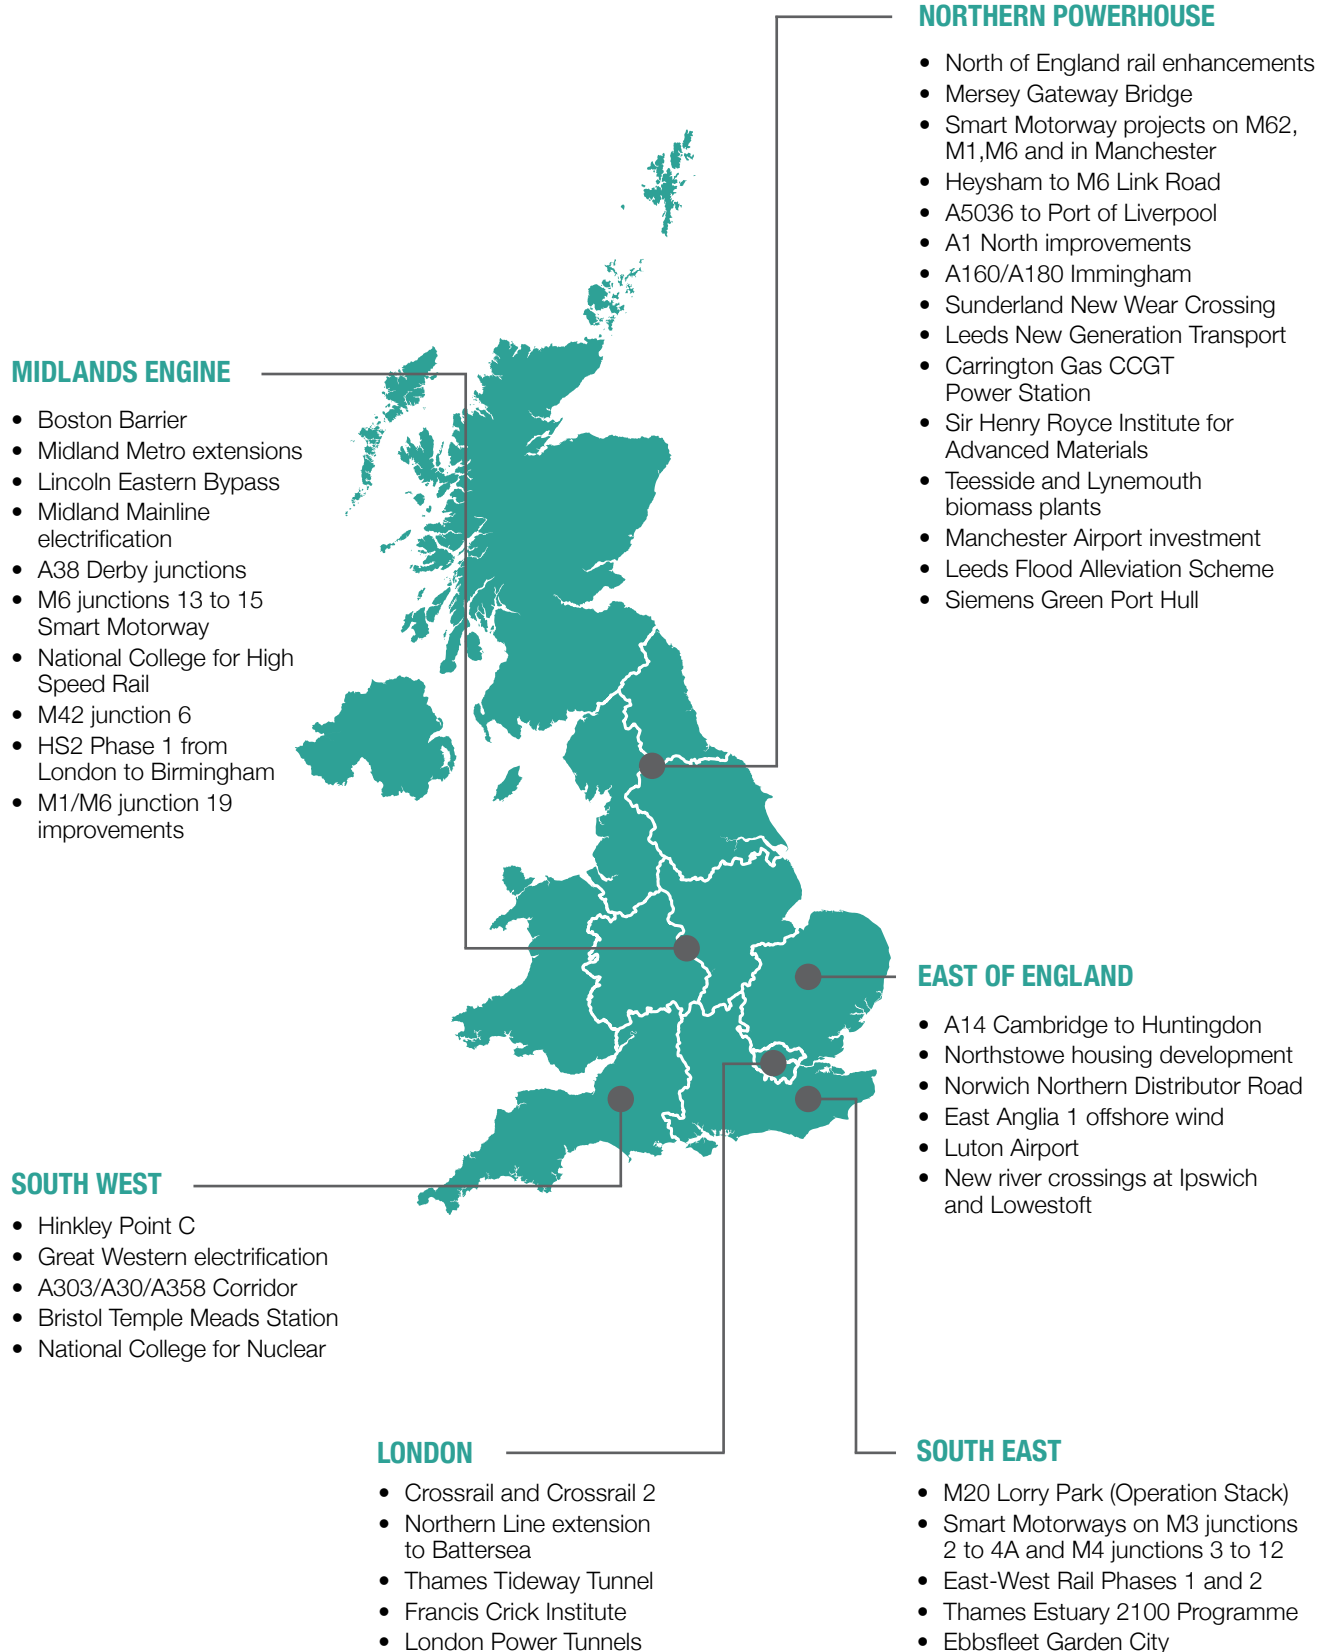 NORTHERN POWERHOUSE
• North of England rail enhancements
• Mersey Gateway Bridge
• Smart Motorway projects on M62,
M1,M6 and in Manchester
• Heysham to M6 Link Road
• A5036 to Port of Liverpool
• A1 North improvements
• A160/A180 Immingham
• Sunderland New Wear Crossing
• Leeds New Generation Transport
• Carrington Gas CCGT
Power Station
• Sir Henry Royce Institute for
Advanced Materials
• Teesside and Lynemouth
biomass plants
• Manchester Airport investment
• Leeds Flood Alleviation Scheme
• Siemens Green Port Hull
MIDLANDS ENGINE
• Boston Barrier
• Midland Metro extensions
• Lincoln Eastern Bypass
• Midland Mainline
electrification
• A38 Derby junctions
• M6 junctions 13 to 15
Smart Motorway
• National College for High
Speed Rail
• M42 junction 6
• HS2 Phase 1 from
London to Birmingham
• M1/M6 junction 19
improvements
EAST OF ENGLAND
• A14 Cambridge to Huntingdon
• Northstowe housing development
• Norwich Northern Distributor Road
• East Anglia 1 offshore wind
• Luton Airport
• New river crossings at Ipswich
and Lowestoft
SOUTH WEST
• Hinkley Point C
• Great Western electrification
• A303/A30/A358 Corridor
• Bristol Temple Meads Station
• National College for Nuclear
LONDON
• Crossrail and Crossrail 2
• Northern Line extension
to Battersea
• Thames Tideway Tunnel
• Francis Crick Institute
• London Power Tunnels
SOUTH EAST
• M20 Lorry Park (Operation Stack)
• Smart Motorways on M3 junctions
2 to 4A and M4 junctions 3 to 12
• East-West Rail Phases 1 and 2
• Thames Estuary 2100 Programme
• Ebbsfleet Garden City